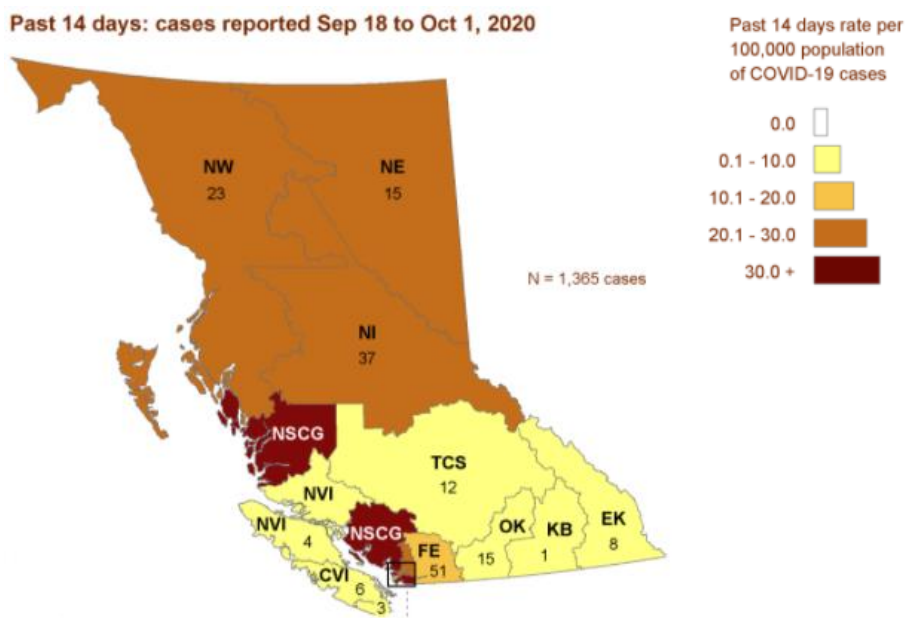 Past 14 days: cases reported Sep 18 to Oct 1, 2020
Past 14 days rate per
100,000 population
of COVID-19 cases
0.0
0.1 - 10.0
10.1 - 20.0
20.1 - 30.0
30.0 +
N = 1,365 cases
NW
23
NE
15
NI
37
NSCG
TCS
12
NVI
NVI
4
NSCG
FE
51
OK
15
KB
1
EK
8
CVI
6
3